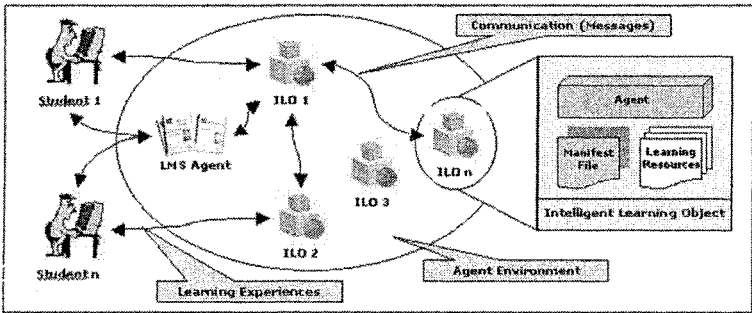 Communication (Messages)
Student 1
ILO 1
Agent
LMS Agent
ILO n
Manifest
File
Learning
Resources
ILO 3
Intelligent Learning Object
ILO 2
Student n
Agent Environment
Learning Experiences